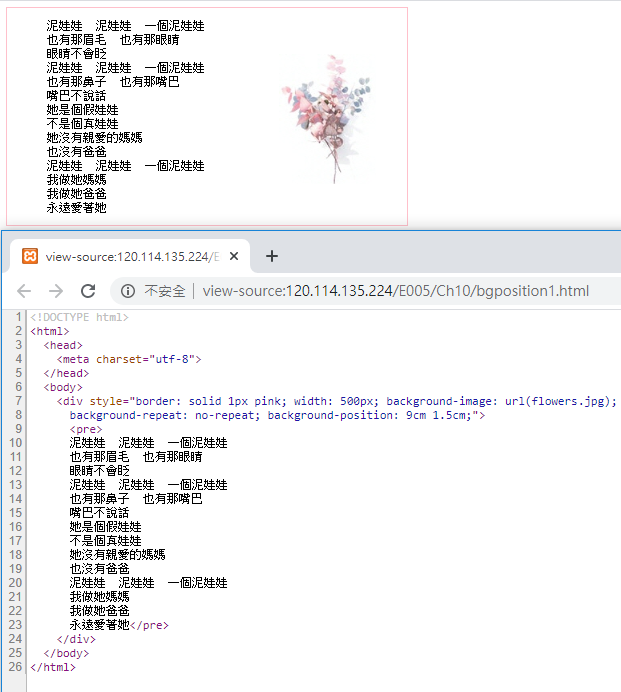 泥娃娃　泥娃娃　一個泥娃娃
也有那眉毛　也有那眼睛
眼睛不會眨
泥娃娃　泥娃娃　一個泥娃娃
也有那鼻子　也有那嘴巴
嘴巴不說話
她是個假娃娃
不是個真娃娃
她沒有親愛的媽媽
也沒有爸爸
泥娃娃　泥娃娃　一個泥娃娃
我做她媽媽
我做她爸爸
永遠愛著她
view-source:120.114.135.224/E
不安全 | view-source:120.114.135.224/E005/Ch10/bgposition1.html
1 <!DOCTYPE html>
2 <html>
3 <head>
4 <meta charset="utf-8">
5 </head>
6 <body>
7 <div style="border: solid 1px pink; width: 500px; background-image: url(flowers.jpg);
8 background-repeat: no-repeat; background-position: 9cm 1.5cm;">
9 <pre>
10 泥娃娃　泥娃娃　一個泥娃娃
11 也有那眉毛　也有那眼睛
12 眼睛不會眨
13 泥娃娃　泥娃娃　一個泥娃娃
14 也有那鼻子　也有那嘴巴
15 嘴巴不說話
16 她是個假娃娃
17 不是個真娃娃
18 她沒有親愛的媽媽
19 也沒有爸爸
20 泥娃娃　泥娃娃　一個泥娃娃
21 我做她媽媽
22 我做她爸爸
23 永遠愛著她</pre>
24 </div>
25 </body>
26 </html>